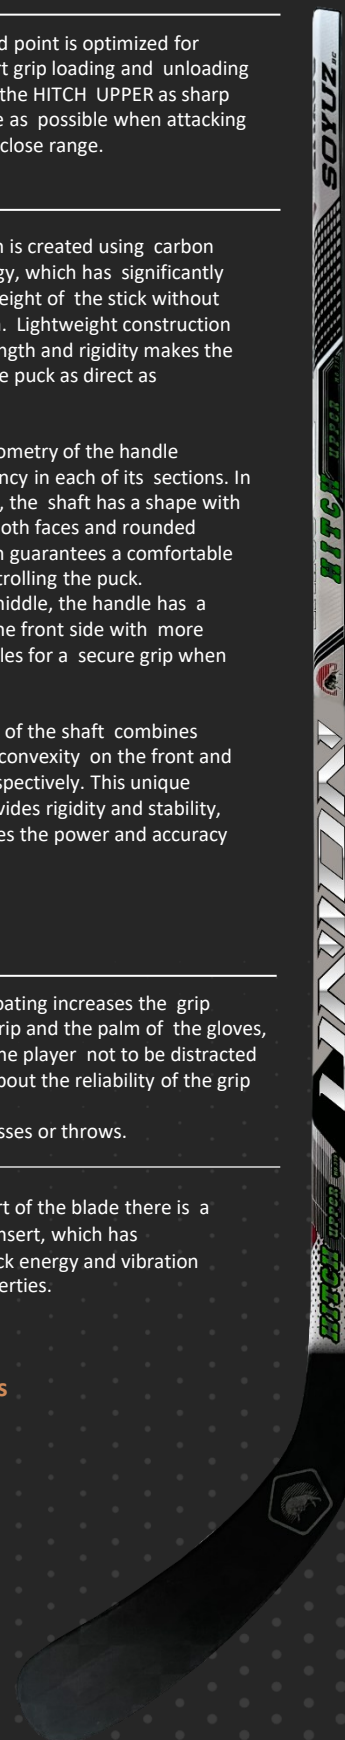 d point is optimized for
rt grip loading and unloading
the HITCH UPPER as sharp
e as possible when attacking
close range.
n is created using carbon
gy, which has significantly
eight of the stick without
. Lightweight construction
ngth and rigidity makes the
e puck as direct as
ometry of the handle
ncy in each of its sections. In
, the shaft has a shape with
oth faces and rounded
n guarantees a comfortable
trolling the puck.
middle, the handle has a
he front side with more
les for a secure grip when
of the shaft combines
convexity on the front and
spectively. This unique
vides rigidity and stability,
es the power and accuracy
oating increases the grip
rip and the palm of the gloves,
he player not to be distracted
bout the reliability of the grip
sses or throws.
rt of the blade there is a
nsert, which has
ck energy and vibration
erties.
s
SOYUZ
HITCH UPPER
UNION
HITCH UPPER